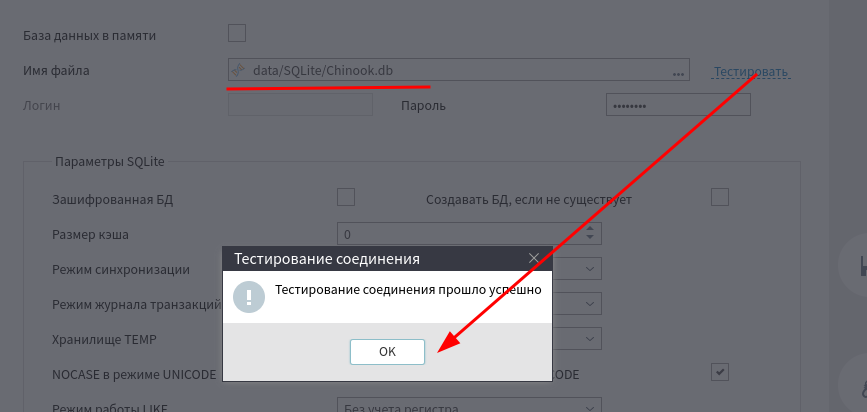 База данных в памяти
Имя файла data/SQLite/Chinook.db ... Тестировать
Логин Пароль ••••••••
Параметры SQLite
Зашифрованная БД Создавать БД, если не существует
Размер кэша 0
Тестирование соединения
Режим синхронизации
Тестирование соединения прошло успешно
Режим журнала транзакций
Хранилище TEMP
OK
NOCASE в режиме UNICODE CODE
Режим работы LIKE Без учета регистра